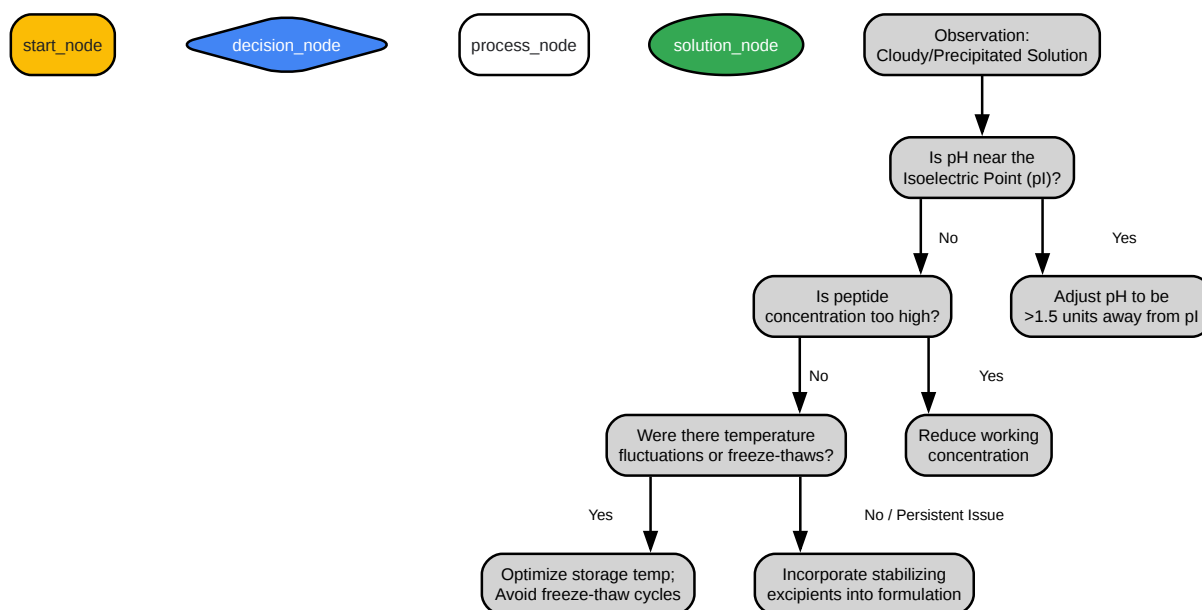 start_node
decision_node
process_node
solution_node
Observation:
Cloudy/Precipitated Solution
Is pH near the
Isoelectric Point (pI)?
No
Yes
Is peptide
concentration too high?
Adjust pH to be
>1.5 units away from pI
No
Yes
Were there temperature
fluctuations or freeze-thaws?
Reduce working
concentration
Yes
No / Persistent Issue
Optimize storage temp;
Avoid freeze-thaw cycles
Incorporate stabilizing
excipients into formulation